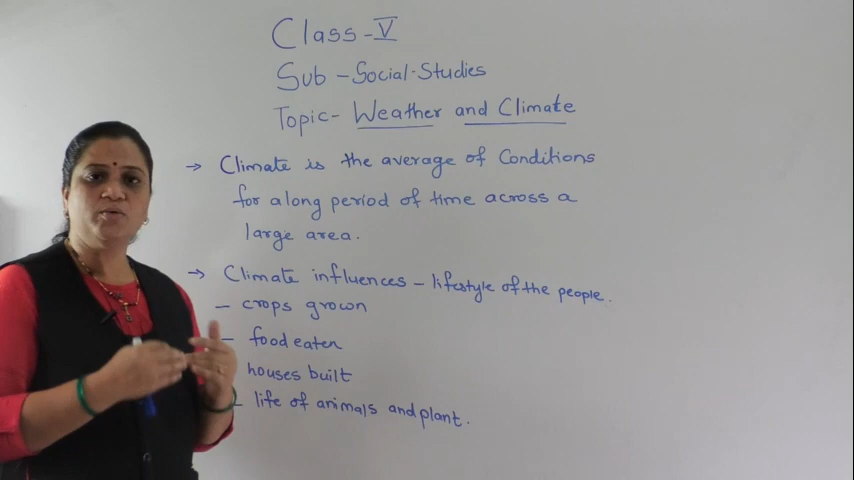 Class - V
Sub - Social - Studies
Topic - Weather and Climate
→ Climate is the average of Conditions
for along period of time across a
large area.
→ Climate influences - lifestyle of the people.
- crops grown
- food eaten
houses built
- life of animals and plant.